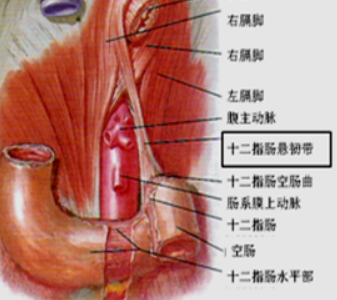 右膈脚
右膈脚
左膈脚
腹主动脉
十二指肠悬韧带
十二指肠空肠曲
肠系膜上动脉
十二指肠
空肠
十二指肠水平部